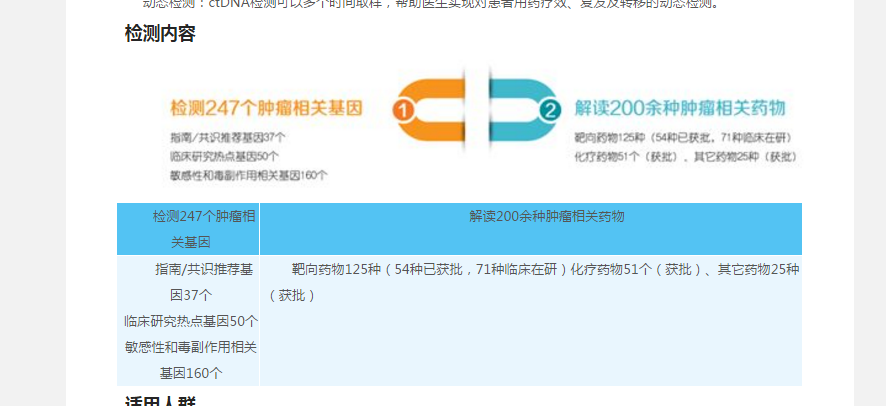 动态检测：ctDNA检测可以多个时间取样，帮助医生实现对患者用药疗效、复发及转移的动态检测。
检测内容
检测247个肿瘤相关基因
指南/共识推荐基因37个
临床研究热点基因50个
敏感性和毒副作用相关基因160个
1
2
解读200余种肿瘤相关药物
靶向药物125种（54种已获批，71种临床在研）
化疗药物51个（获批）、其它药物25种（获批）
检测247个肿瘤相
关基因
解读200余种肿瘤相关药物
指南/共识推荐基
因37个
临床研究热点基因50个
敏感性和毒副作用相关
基因160个
靶向药物125种（54种已获批，71种临床在研）化疗药物51个（获批）、其它药物25种
（获批）
适用人群